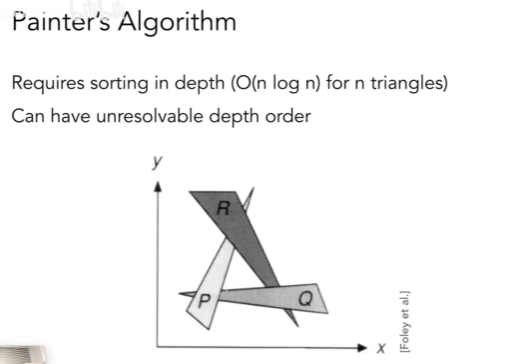 Painter's Algorithm
Requires sorting in depth (O(n log n) for n triangles)
Can have unresolvable depth order
y
R
P
Q
x
[Foley et al.]